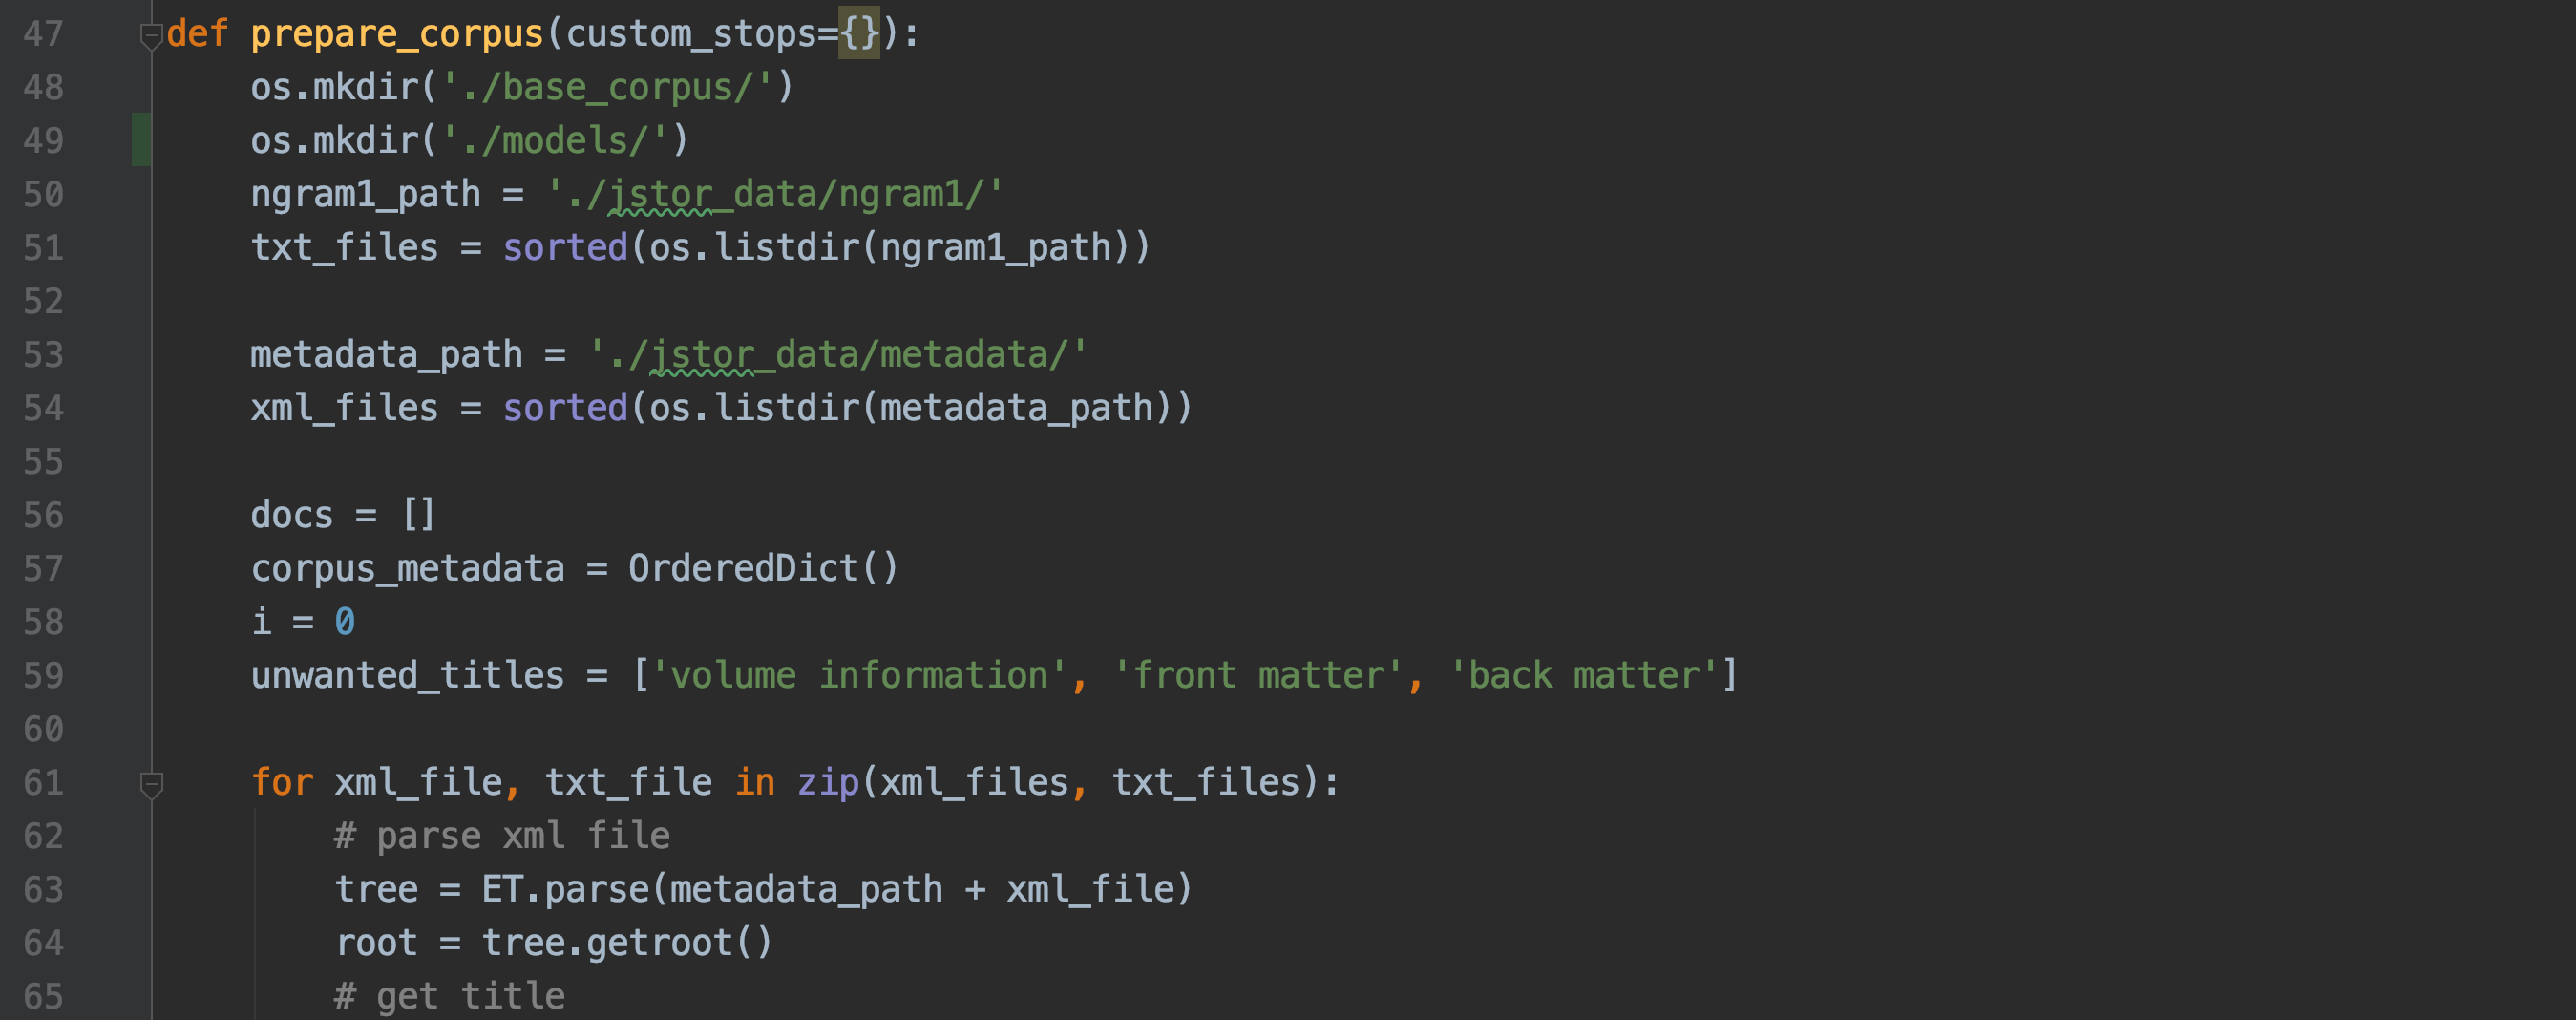 47 def prepare_corpus(custom_stops={}):
48     os.mkdir('./base_corpus/')
49     os.mkdir('./models/')
50     ngram1_path = './jstor_data/ngram1/'
51     txt_files = sorted(os.listdir(ngram1_path))
52
53     metadata_path = './jstor_data/metadata/'
54     xml_files = sorted(os.listdir(metadata_path))
55
56     docs = []
57     corpus_metadata = OrderedDict()
58     i = 0
59     unwanted_titles = ['volume information', 'front matter', 'back matter']
60
61     for xml_file, txt_file in zip(xml_files, txt_files):
62         # parse xml file
63         tree = ET.parse(metadata_path + xml_file)
64         root = tree.getroot()
65         # get title